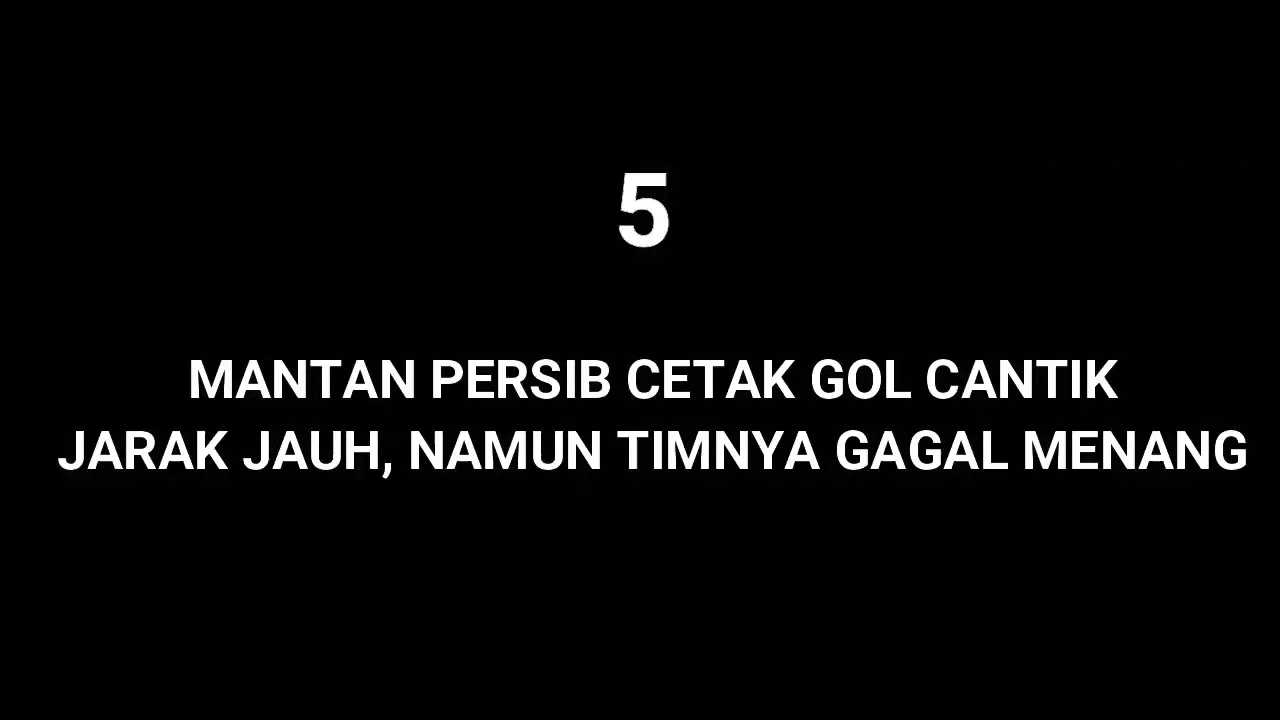 5
MANTAN PERSIB CETAK GOL CANTIK
JARAK JAUH, NAMUN TIMNYA GAGAL MENANG